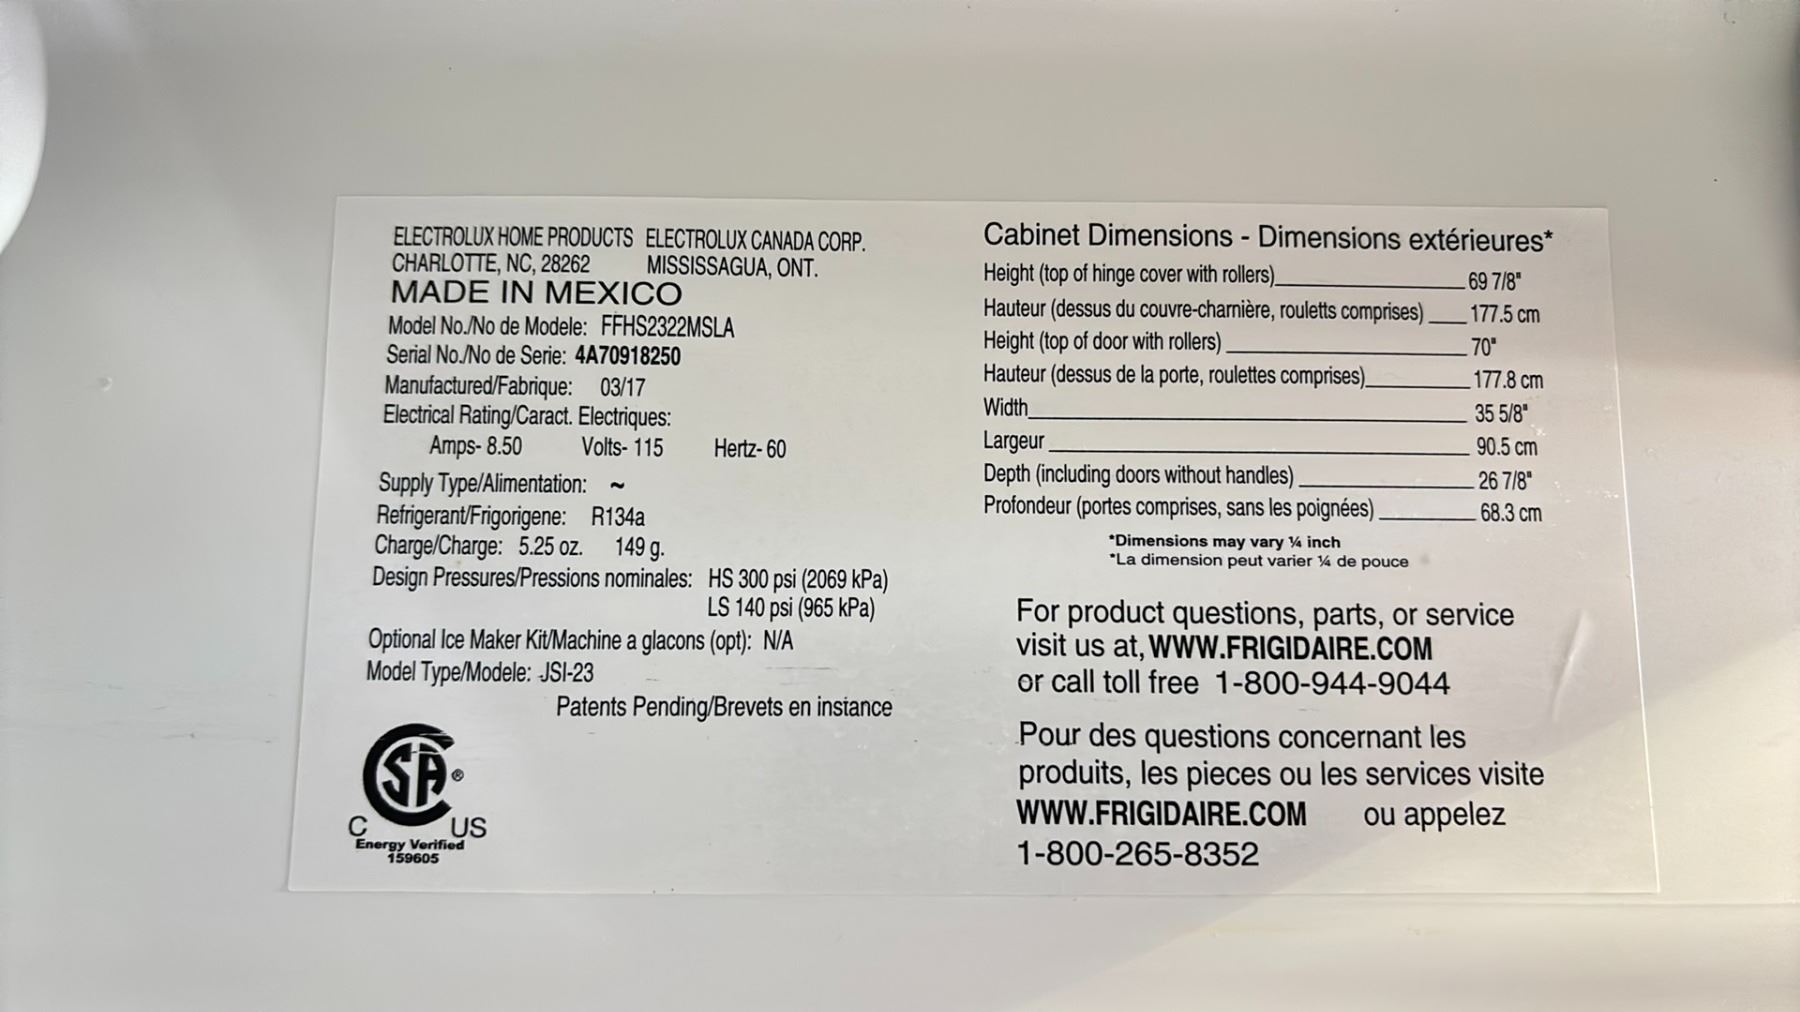 ELECTROLUX HOME PRODUCTS ELECTROLUX CANADA CORP.
CHARLOTTE, NC, 28262 MISSISSAGUA, ONT.
MADE IN MEXICO
Model No./No de Modele: FFHS2322MSLA
Serial No./No de Serie: 4A70918250
Manufactured/Fabrique: 03/17
Electrical Rating/Caract. Electriques:
Amps- 8.50 Volts- 115 Hertz- 60
Supply Type/Alimentation: ~
Refrigerant/Frigorigene: R134a
Charge/Charge: 5.25 oz. 149 g.
Design Pressures/Pressions nominales: HS 300 psi (2069 kPa)
LS 140 psi (965 kPa)
Optional Ice Maker Kit/Machine a glacons (opt): N/A
Model Type/Modele: JSI-23
Patents Pending/Brevets en instance
SA ®
C US
Energy Verified
159605
Cabinet Dimensions - Dimensions extérieures*
Height (top of hinge cover with rollers) 69 7/8"
Hauteur (dessus du couvre-charnière, rouletts comprises) 177.5 cm
Height (top of door with rollers) 70"
Hauteur (dessus de la porte, roulettes comprises) 177.8 cm
Width 35 5/8"
Largeur 90.5 cm
Depth (including doors without handles) 26 7/8"
Profondeur (portes comprises, sans les poignées) 68.3 cm
*Dimensions may vary ¼ inch
*La dimension peut varier ¼ de pouce
For product questions, parts, or service
visit us at, WWW.FRIGIDAIRE.COM
or call toll free 1-800-944-9044
Pour des questions concernant les
produits, les pieces ou les services visite
WWW.FRIGIDAIRE.COM ou appelez
1-800-265-8352